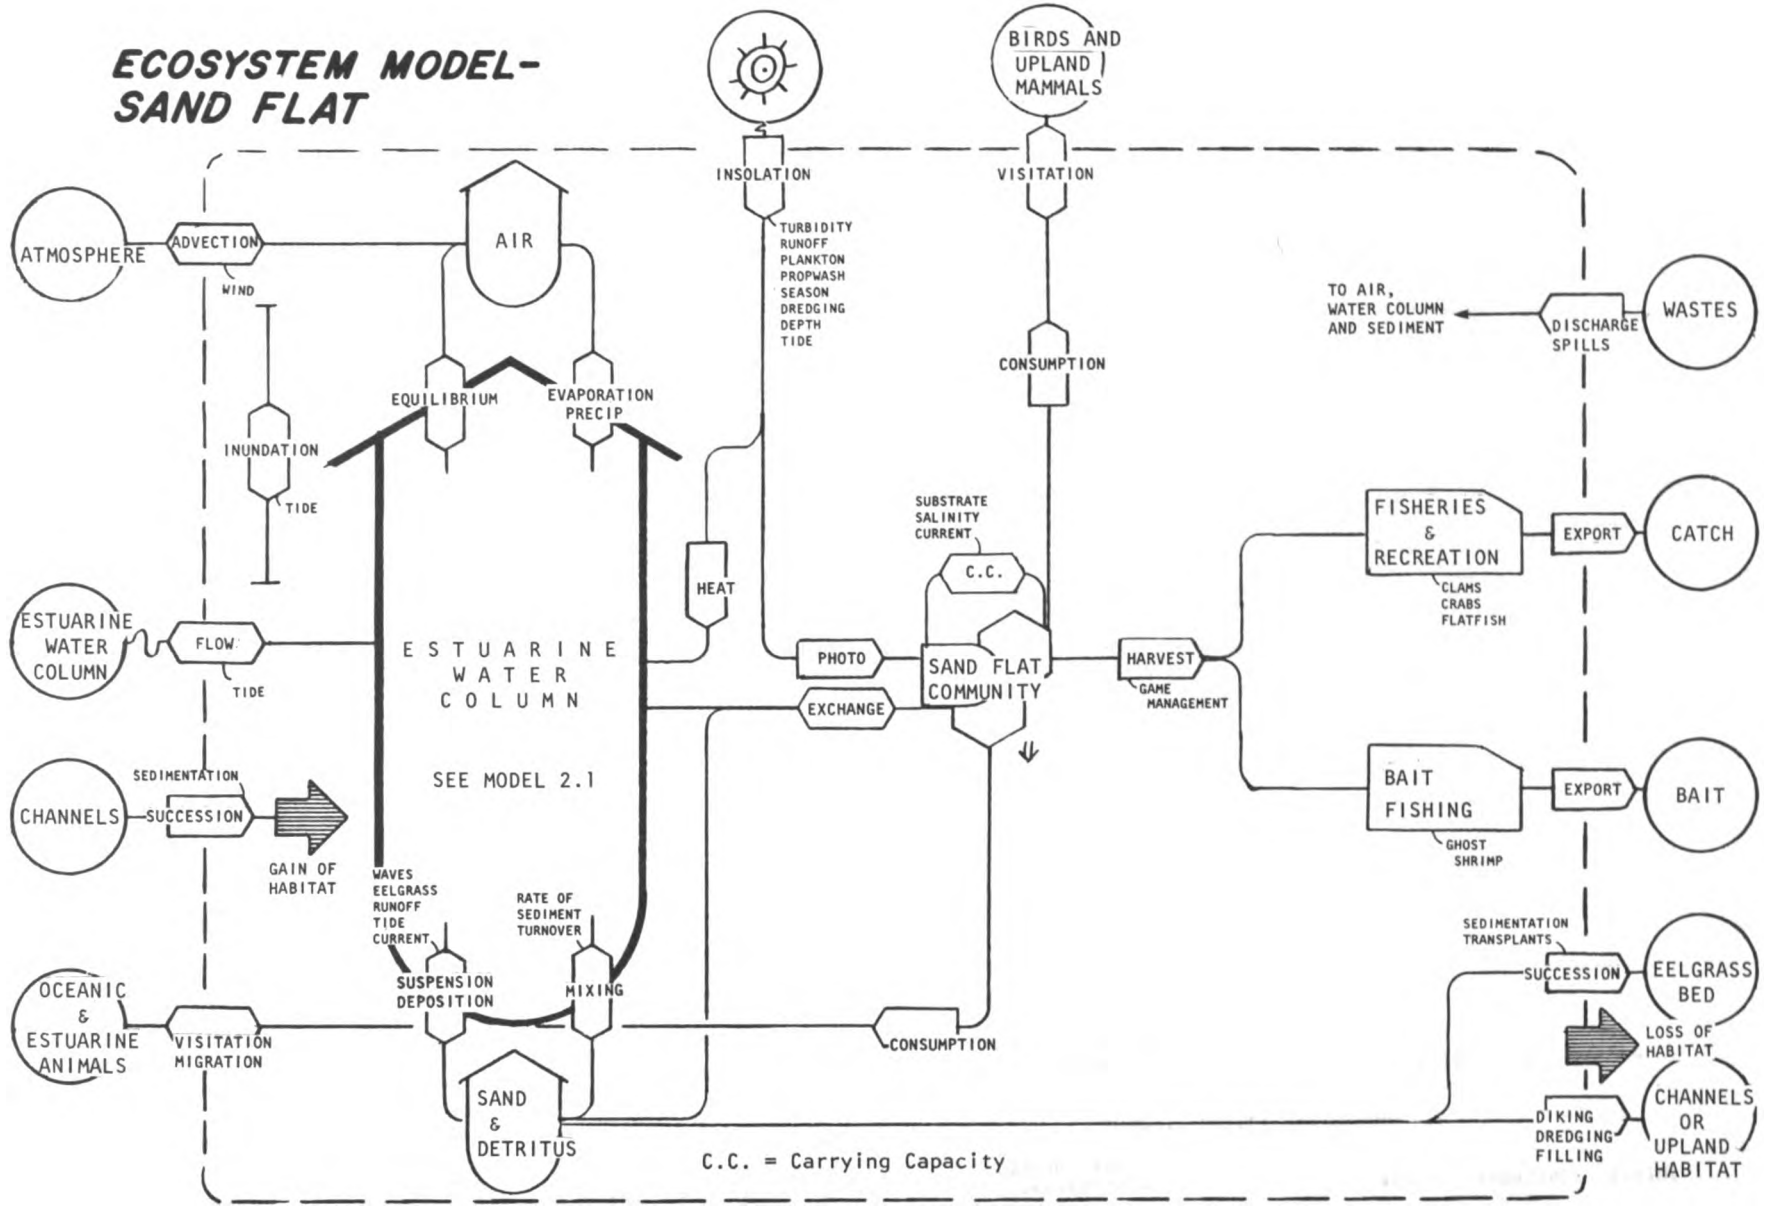 ECOSYSTEM MODEL-
SAND FLAT
BIRDS AND
UPLAND
MAMMALS
INSOLATION
VISITATION
TURBIDITY
RUNOFF
PLANKTON
PROPWASH
SEASON
DREDGING
DEPTH
TIDE
ATMOSPHERE
ADVECTION
WIND
AIR
TO AIR,
WATER COLUMN
AND SEDIMENT
DISCHARGE
SPILLS
WASTES
EQUILIBRIUM
EVAPORATION
PRECIP
CONSUMPTION
INUNDATION
TIDE
SUBSTRATE
SALINITY
CURRENT
C.C.
HEAT
FISHERIES
&
RECREATION
CLAMS
CRABS
FLATFISH
EXPORT
CATCH
ESTUARINE
WATER
COLUMN
FLOW
TIDE
ESTUARINE
WATER
COLUMN
SEE MODEL 2.1
PHOTO
EXCHANGE
SAND FLAT
COMMUNITY
HARVEST
GAME
MANAGEMENT
CHANNELS
SEDIMENTATION
SUCCESSION
GAIN OF
HABITAT
BAIT
FISHING
GHOST
SHRIMP
EXPORT
BAIT
WAVES
EELGRASS
RUNOFF
TIDE
CURRENT
RATE OF
SEDIMENT
TURNOVER
SUSPENSION
DEPOSITION
MIXING
SEDIMENTATION
TRANSPLANTS
SUCCESSION
EELGRASS
BED
OCEANIC
&
ESTUARINE
ANIMALS
VISITATION
MIGRATION
CONSUMPTION
LOSS OF
HABITAT
SAND
&
DETRITUS
DIKING
DREDGING
FILLING
CHANNELS
OR
UPLAND
HABITAT
C.C. = Carrying Capacity